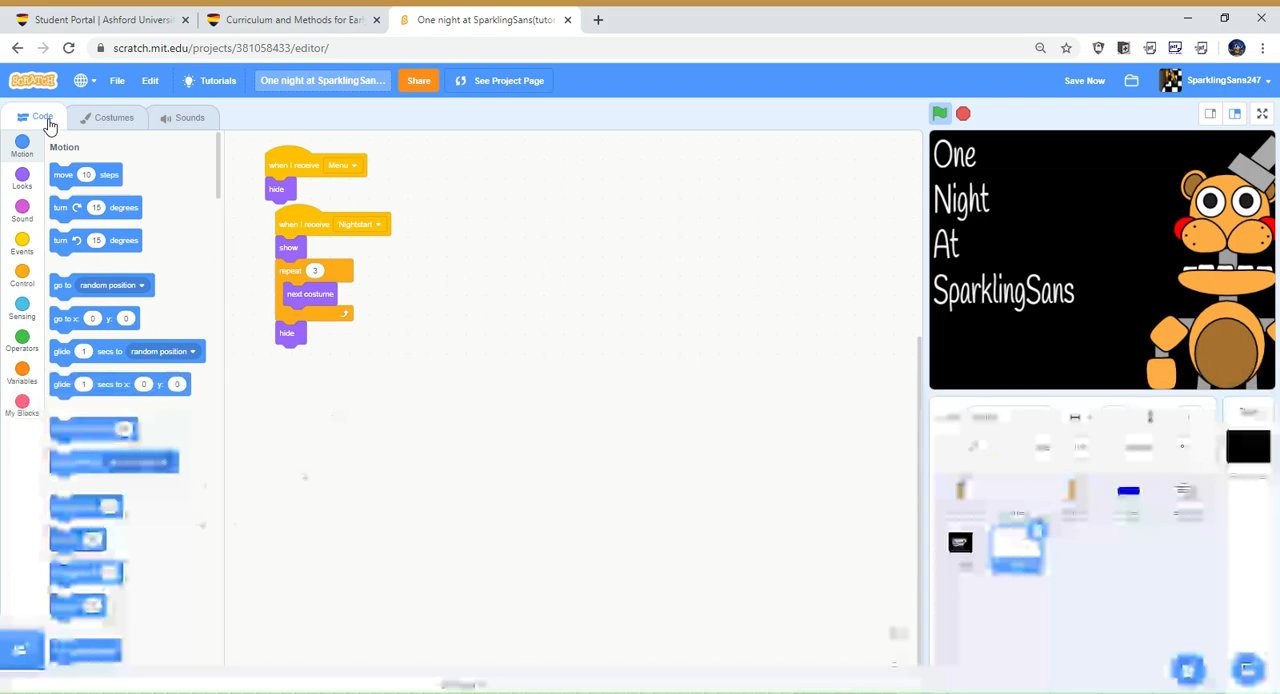 Student Portal | Ashford Universi
Curriculum and Methods for Earl
One night at SparklingSans(tutor
scratch.mit.edu/projects/381058433/editor/
SCRATCH
File
Edit
Tutorials
One night at SparklingSan...
Share
See Project Page
Save Now
SparklingSans247
Code
Costumes
Sounds
Motion
Looks
Sound
Events
Control
Sensing
Operators
Variables
My Blocks
Motion
move 10 steps
turn 15 degrees
turn 15 degrees
go to random position
go to x: 0 y: 0
glide 1 secs to random position
glide 1 secs to x: 0 y: 0
when I receive Menu
hide
when I receive Nightstart
show
repeat 3
next costume
hide
One
Night
At
SparklingSans